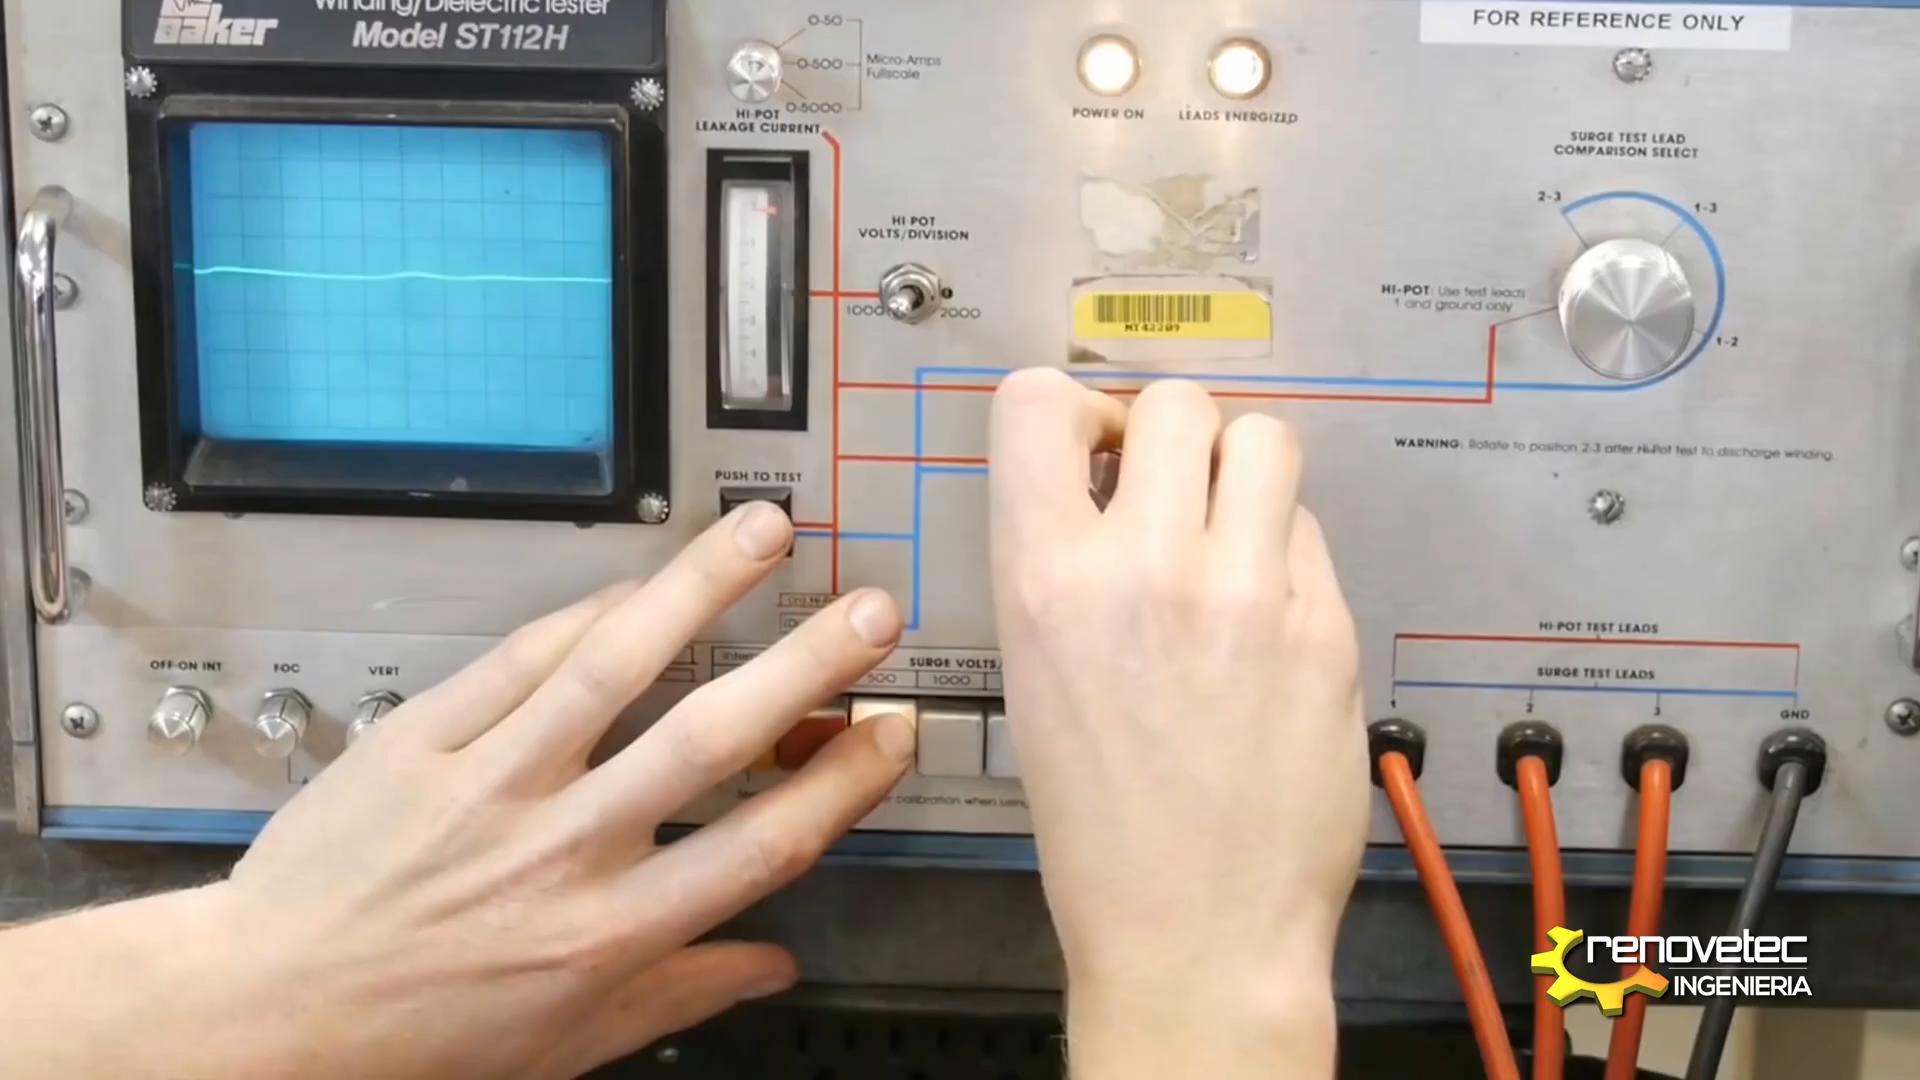 Baker
Winding/Dielectric Tester
Model ST112H
0-50
0-500
0-5000
Micro-Amps
Fullscale
HI-POT
LEAKAGE CURRENT
POWER ON
LEADS ENERGIZED
FOR REFERENCE ONLY
SURGE TEST LEAD
COMPARISON SELECT
2-3
1-3
1-2
HI-POT: Use test leads
1 and ground only
HI POT
VOLTS/DIVISION
1000
2000
MT42209
WARNING: Rotate to position 2-3 after Hi-Pot test to discharge winding.
PUSH TO TEST
OFF-ON INT
FOC
VERT
SURGE VOLTS/
500
1000
calibration when using
HI-POT TEST LEADS
SURGE TEST LEADS
1
2
3
GND
renovetec
INGENIERIA